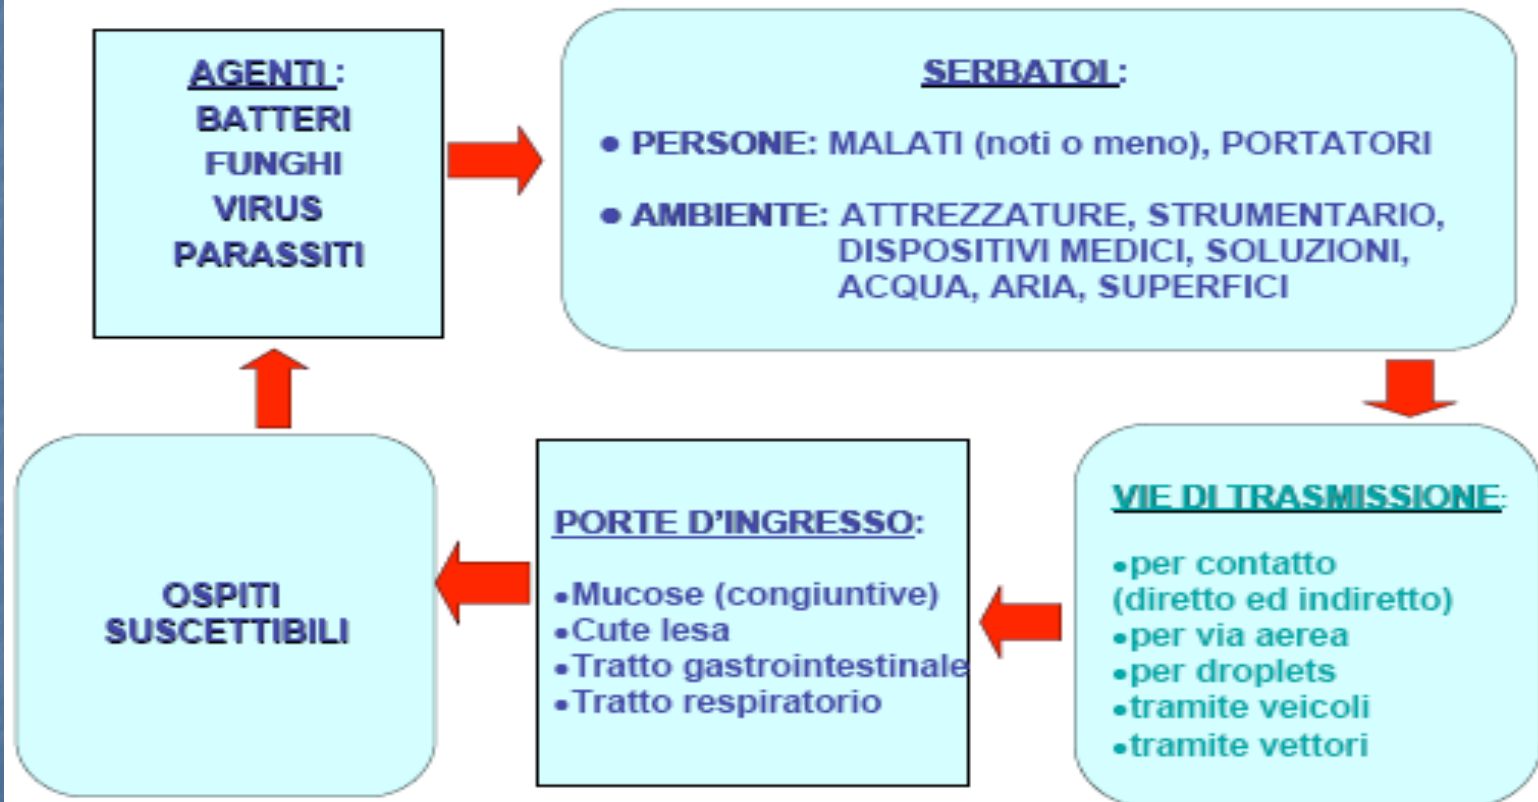 AGENTI :
BATTERI
FUNGHI
VIRUS
PARASSITI
SERBATOI :
• PERSONE: MALATI (noti o meno), PORTATORI
• AMBIENTE: ATTREZZATURE, STRUMENTARIO,
DISPOSITIVI MEDICI, SOLUZIONI,
ACQUA, ARIA, SUPERFICI
VIE DI TRASMISSIONE:
•per contatto
(diretto ed indiretto)
•per via aerea
•per droplets
•tramite veicoli
•tramite vettori
PORTE D'INGRESSO:
•Mucose (congiuntive)
•Cute lesa
•Tratto gastrointestinale
•Tratto respiratorio
OSPITI
SUSCETTIBILI